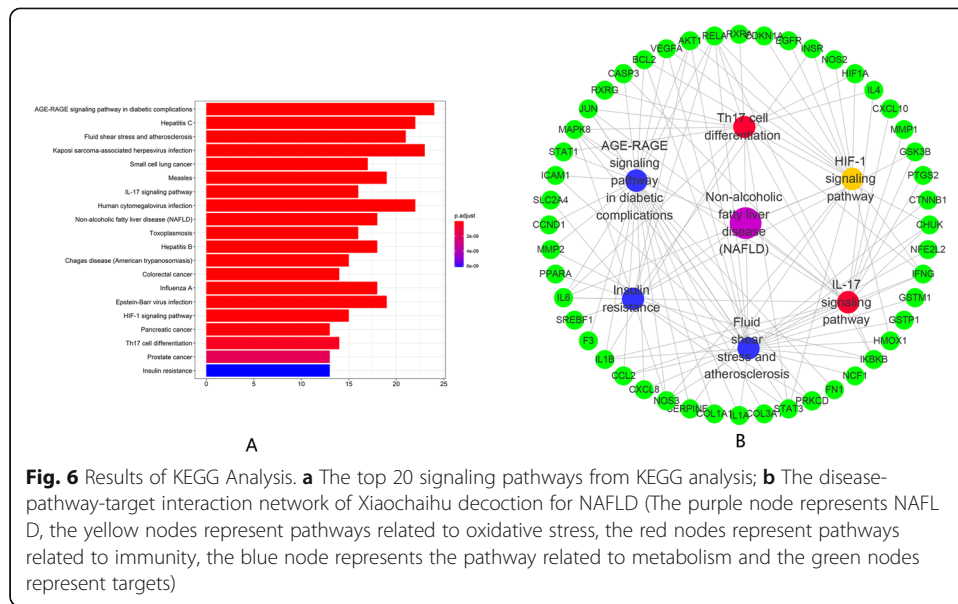 AGE-RAGE signaling pathway in diabetic complications
Hepatitis C
Fluid shear stress and atherosclerosis
Kaposi sarcoma-associated herpesvirus infection
Small cell lung cancer
Measles
IL-17 signaling pathway
Human cytomegalovirus infection
Non-alcoholic fatty liver disease (NAFLD)
Toxoplasmosis
Hepatitis B
Chagas disease (American trypanosomiasis)
Colorectal cancer
Influenza A
Epstein-Barr virus infection
HIF-1 signaling pathway
Pancreatic cancer
Th17 cell differentiation
Prostate cancer
Insulin resistance
0 5 10 15 20 25
p.adjust
2e-09
4e-09
6e-09
A
RELA
RXRA
CDKN1A
EGFR
INSR
NOS2
HIF1A
IL4
CXCL10
MMP1
GSK3B
PTGS2
CTNNB1
CHUK
NFE2L2
IFNG
GSTM1
GSTP1
HMOX1
IKBKB
NCF1
FN1
PRKCD
STAT3
COL3A1
IL1A
COL1A1
SERPINE
NOS3
CXCL8
CCL2
IL1B
F3
SREBF1
IL6
PPARA
MMP2
CCND1
SLC2A4
ICAM1
STAT1
MAPK8
JUN
RXRG
CASP3
BCL2
VEGFA
AKT1
Th17 cell
differentiation
AGE-RAGE
signaling
pathway
in diabetic
complications
HIF-1
signaling
pathway
Non-alcoholic
fatty liver
disease
(NAFLD)
Insulin
resistance
IL-17
signaling
pathway
Fluid
shear
stress and
atherosclerosis
B
Fig. 6 Results of KEGG Analysis. a The top 20 signaling pathways from KEGG analysis; b The disease-
pathway-target interaction network of Xiaochaihu decoction for NAFLD (The purple node represents NAFL
D, the yellow nodes represent pathways related to oxidative stress, the red nodes represent pathways
related to immunity, the blue node represents the pathway related to metabolism and the green nodes
represent targets)